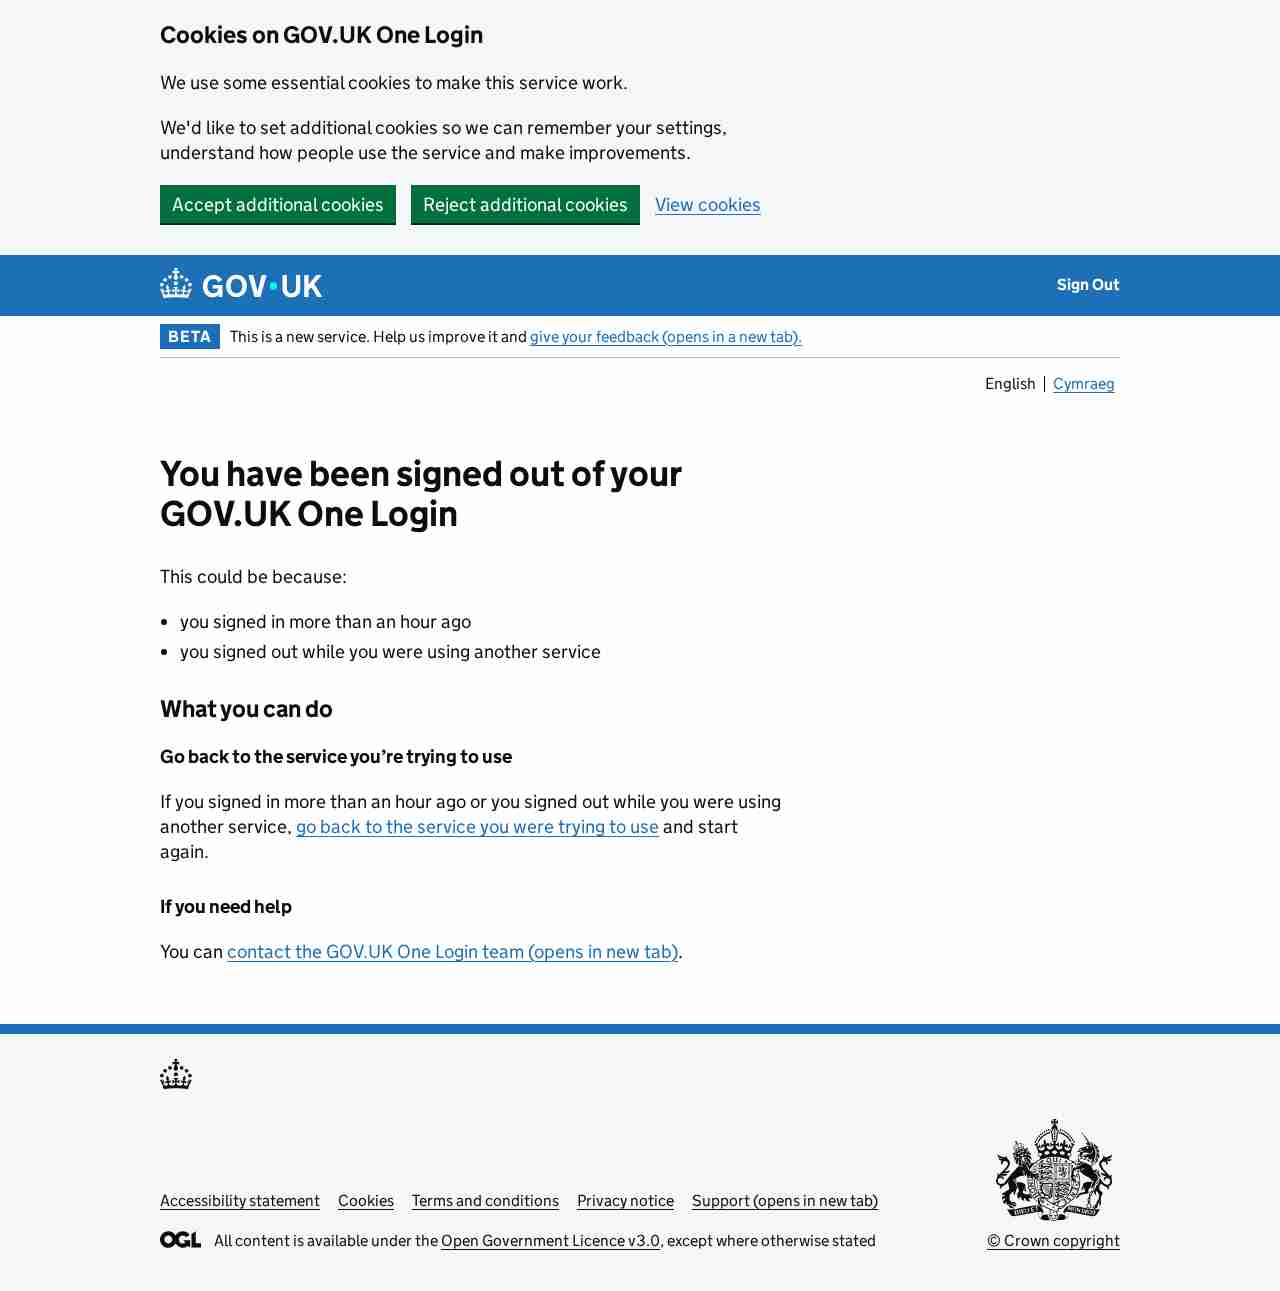 Cookies on GOV.UK One Login
We use some essential cookies to make this service work.
We'd like to set additional cookies so we can remember your settings,
understand how people use the service and make improvements.
Accept additional cookies
Reject additional cookies
View cookies
GOV·UK
Sign Out
BETA
This is a new service. Help us improve it and give your feedback (opens in a new tab).
English
Cymraeg
You have been signed out of your
GOV.UK One Login
This could be because:
• you signed in more than an hour ago
• you signed out while you were using another service
What you can do
Go back to the service you’re trying to use
If you signed in more than an hour ago or you signed out while you were using
another service, go back to the service you were trying to use and start
again.
If you need help
You can contact the GOV.UK One Login team (opens in new tab).
Accessibility statement
Cookies
Terms and conditions
Privacy notice
Support (opens in new tab)
OGL
All content is available under the Open Government Licence v3.0, except where otherwise stated
© Crown copyright